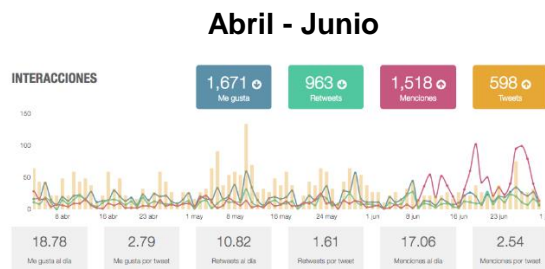 Abril - Junio
INTERACCIONES
1,671
Me gusta
963
Retweets
1,518
Menciones
598
Tweets
150
100
50
0
8 abr 16 abr 23 abr 1 may 8 may 16 may 24 may 1 jun 8 jun 16 jun 23 jun
18.78
Me gusta al día
2.79
Me gusta por tweet
10.82
Retweets al día
1.61
Retweets por tweet
17.06
Menciones al día
2.54
Menciones por tweet